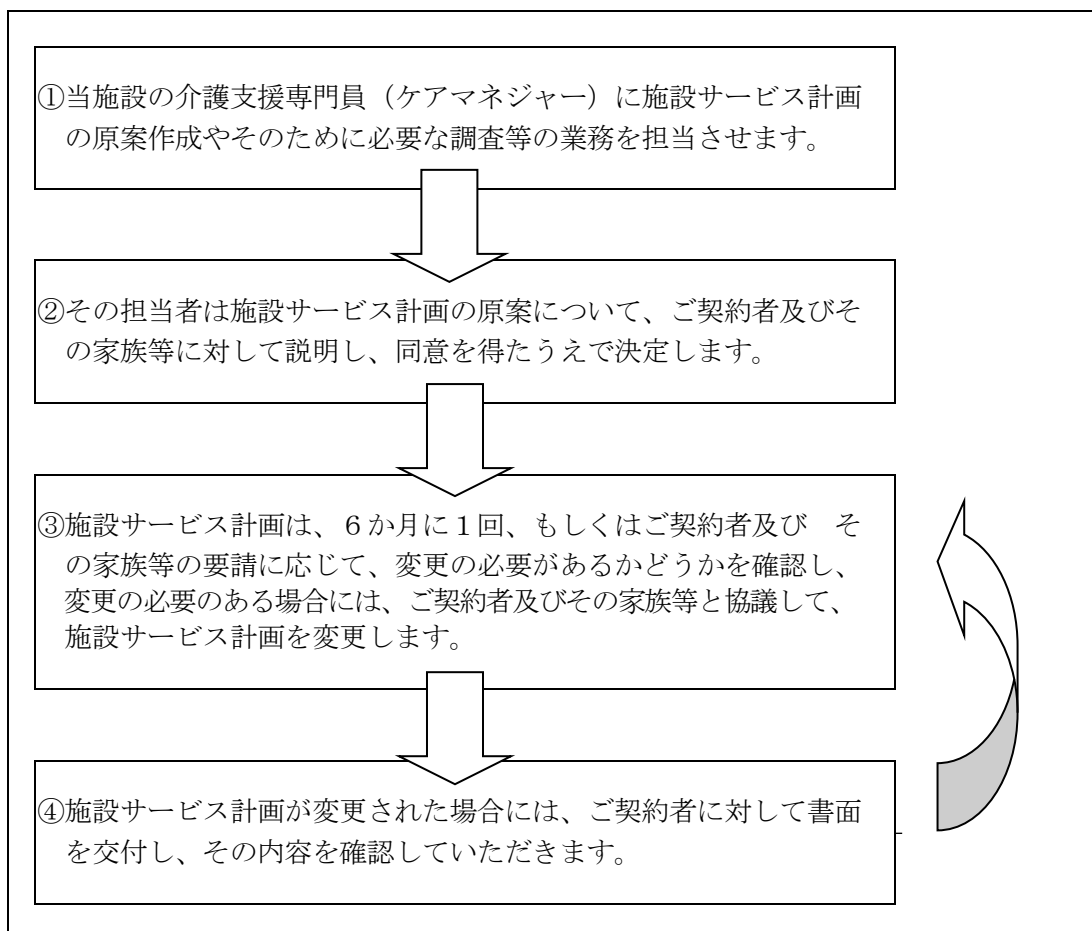 ①当施設の介護支援専門員（ケアマネジャー）に施設サービス計画
の原案作成やそのために必要な調査等の業務を担当させます。
②その担当者は施設サービス計画の原案について、ご契約者及びそ
の家族等に対して説明し、同意を得たうえで決定します。
③施設サービス計画は、６か月に１回、もしくはご契約者及び　そ
の家族等の要請に応じて、変更の必要があるかどうかを確認し、
変更の必要のある場合には、ご契約者及びその家族等と協議して、
施設サービス計画を変更します。
④施設サービス計画が変更された場合には、ご契約者に対して書面
を交付し、その内容を確認していただきます。